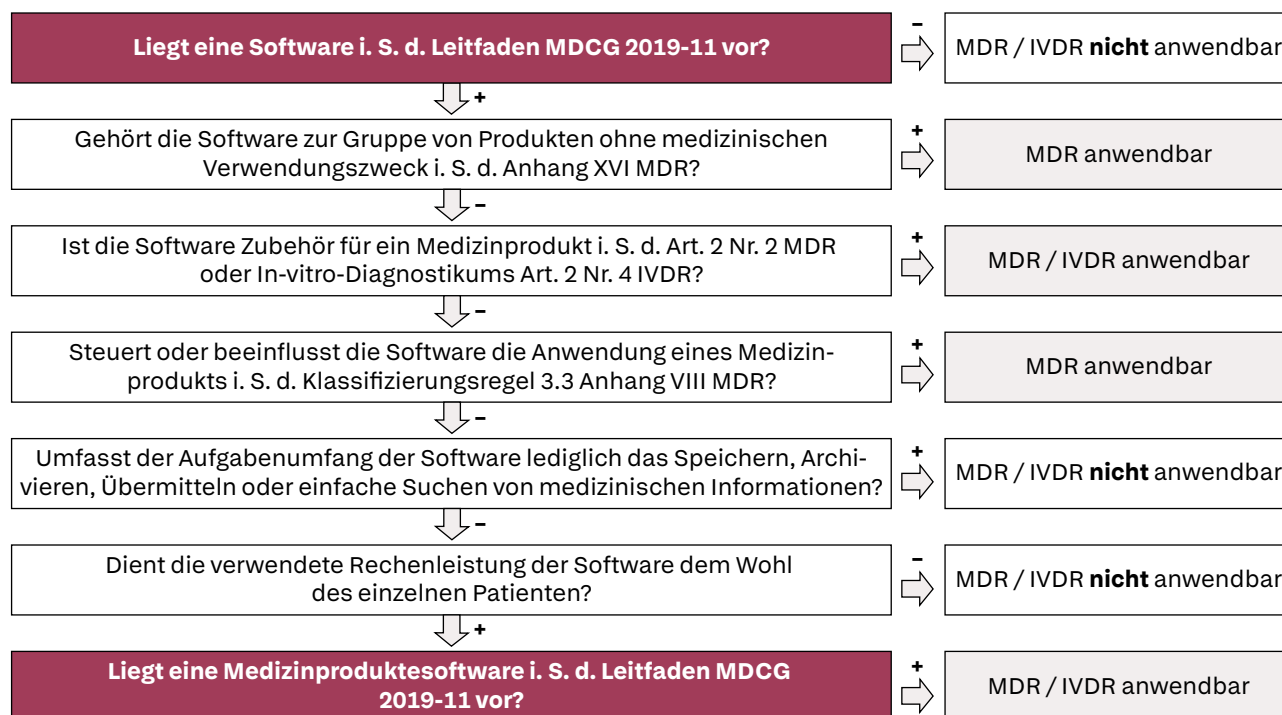 Liegt eine Software i. S. d. Leitfaden MDCG 2019-11 vor?
–
MDR / IVDR nicht anwendbar
+
Gehört die Software zur Gruppe von Produkten ohne medizinischen
Verwendungszweck i. S. d. Anhang XVI MDR?
+
MDR anwendbar
–
Ist die Software Zubehör für ein Medizinprodukt i. S. d. Art. 2 Nr. 2 MDR
oder In-vitro-Diagnostikums Art. 2 Nr. 4 IVDR?
+
MDR / IVDR anwendbar
–
Steuert oder beeinflusst die Software die Anwendung eines Medizin-
produkts i. S. d. Klassifizierungsregel 3.3 Anhang VIII MDR?
+
MDR anwendbar
–
Umfasst der Aufgabenumfang der Software lediglich das Speichern, Archi-
vieren, Übermitteln oder einfache Suchen von medizinischen Informationen?
+
MDR / IVDR nicht anwendbar
–
Dient die verwendete Rechenleistung der Software dem Wohl
des einzelnen Patienten?
–
MDR / IVDR nicht anwendbar
+
Liegt eine Medizinproduktesoftware i. S. d. Leitfaden MDCG
2019-11 vor?
+
MDR / IVDR anwendbar